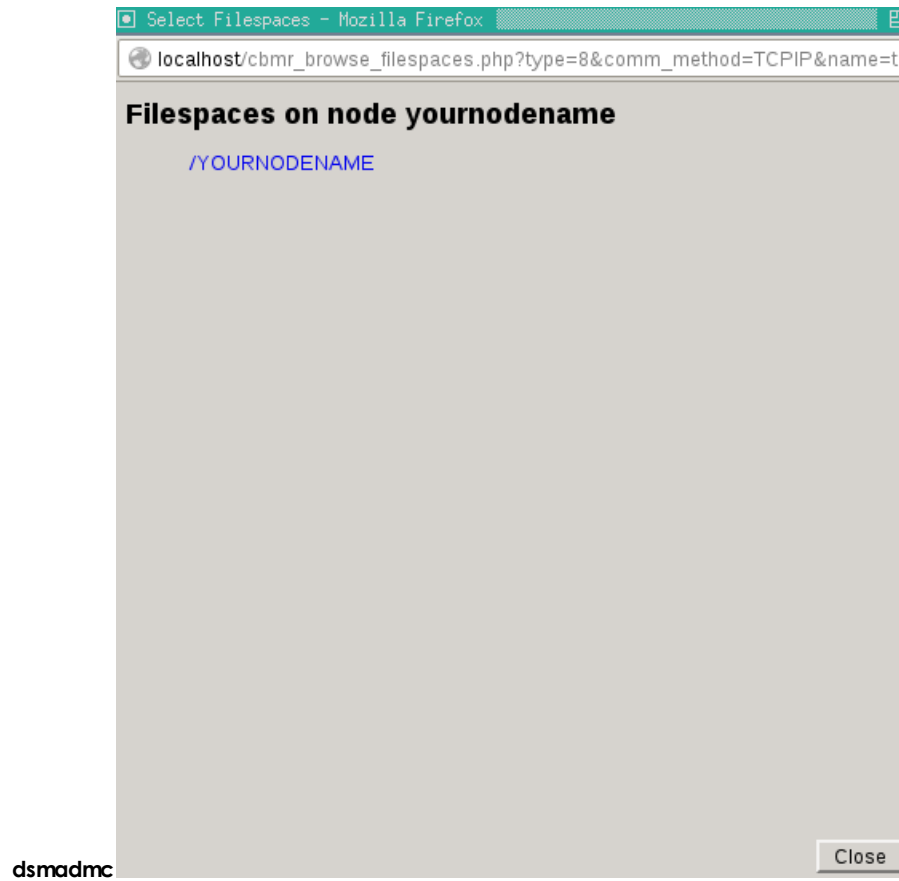 Select Filespaces - Mozilla Firefox
localhost/cbmr_browse_filespaces.php?type=8&comm_method=TCPIP&name=t
Filespaces on node yournodename
/YOURNODENAME
Close
dsmadmc